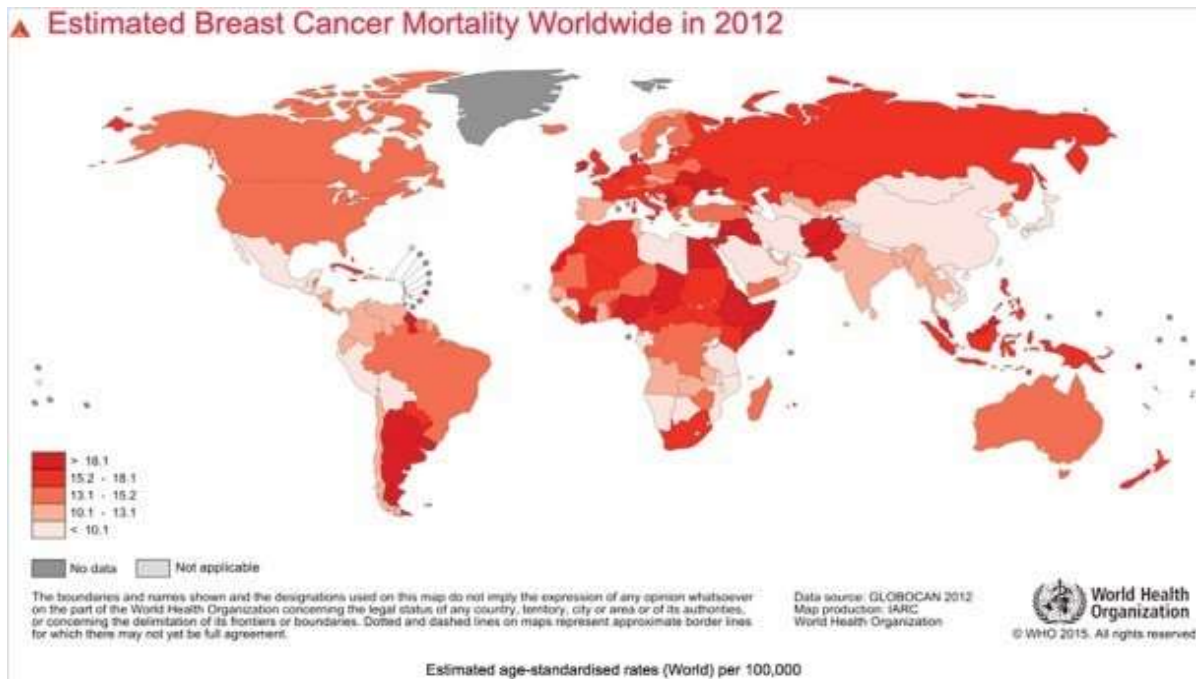 Estimated Breast Cancer Mortality Worldwide in 2012
> 18.1
15.2 - 18.1
13.1 - 15.2
10.1 - 13.1
< 10.1
No data
Not applicable
The boundaries and names shown and the designations used on this map do not imply the expression of any opinion whatsoever
on the part of the World Health Organization concerning the legal status of any country, territory, city or area or of its authorities,
or concerning the delimitation of its frontiers or boundaries. Dotted and dashed lines on maps represent approximate border lines
for which there may not yet be full agreement.
Data source: GLOBOCAN 2012
Map production: IARC
World Health Organization
World Health
Organization
© WHO 2015. All rights reserved
Estimated age-standardised rates (World) per 100,000